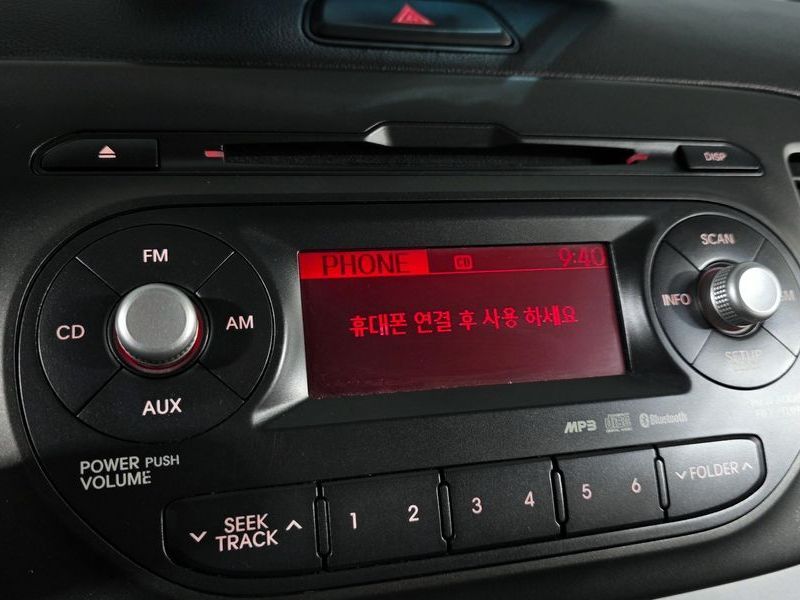 DISP
FM
CD
AM
AUX
POWER PUSH
VOLUME
PHONE CD 9:40
휴대폰 연결 후 사용 하세요
SCAN
INFO
SETUP
MP3 Bluetooth
SEEK
TRACK
1 2 3 4 5 6
FOLDER